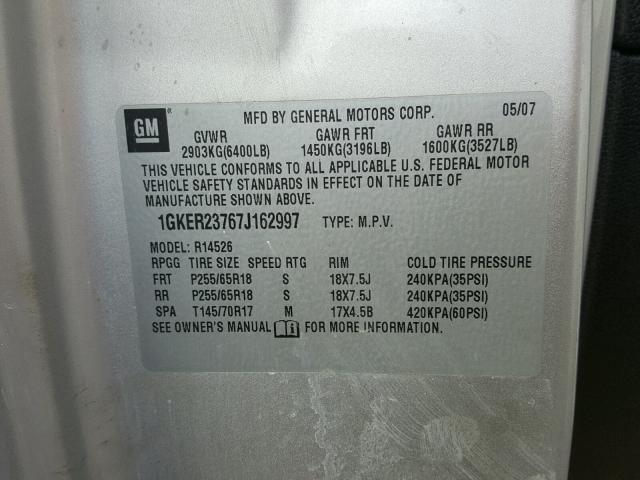 GM ® MFD BY GENERAL MOTORS CORP. 05/07
GVWR GAWR FRT GAWR RR
2903KG(6400LB) 1450KG(3196LB) 1600KG(3527LB)
THIS VEHICLE CONFORMS TO ALL APPLICABLE U.S. FEDERAL MOTOR
VEHICLE SAFETY STANDARDS IN EFFECT ON THE DATE OF
MANUFACTURE SHOWN ABOVE.
1GKER23767J162997 TYPE: M.P.V.
MODEL: R14526
RPGG TIRE SIZE SPEED RTG RIM COLD TIRE PRESSURE
FRT P255/65R18 S 18X7.5J 240KPA(35PSI)
RR P255/65R18 S 18X7.5J 240KPA(35PSI)
SPA T145/70R17 M 17X4.5B 420KPA(60PSI)
SEE OWNER'S MANUAL FOR MORE INFORMATION.